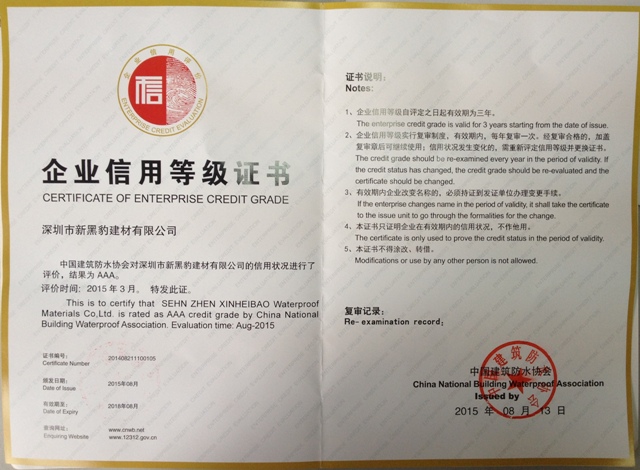 企业信用评价
信
ENTERPRISE CREDIT EVALUATION
企业信用等级证书
CERTIFICATE OF ENTERPRISE CREDIT GRADE
深圳市新黑豹建材有限公司
中国建筑防水协会对深圳市新黑豹建材有限公司的信用状况进行了
评价，结果为 AAA。
评价时间：2015 年 3 月。 特发此证。
This is to certify that SEHN ZHEN XINHEIBAO Waterproof
Materials Co,Ltd. is rated as AAA credit grade by China National
Building Waterproof Association. Evaluation time: Aug-2015
证书编号：
Certificate Number
201408211100105
颁发日期：
Date of Issue
2015年08月
有效期至：
Date of Expiry
2018年08月
查询网址：
Enquiring Website
www.cnwb.net
www.12312.gov.cn
证书说明：
Notes:
1、企业信用等级自评定之日起有效期为三年。
The enterprise credit grade is valid for 3 years starting from the date of issue.
2、企业信用等级实行复审制度，有效期内，每年复审一次。经复审合格的，加盖
复审章后可继续使用；信用状况发生变化的，需重新评定信用等级并更换证书。
The credit grade should be re-examined every year in the period of validity. If
the credit status has changed, the credit grade should be re-evaluated and the
certificate should be changed.
3、有效期内企业改变名称的，必须持证到发证单位办理变更手续。
If the enterprise changes name in the period of validity, it shall take the certificate
to the issue unit to go through the formalities for the change.
4、本证书只证明企业在有效期内的信用状况，不作他用。
The certificate is only used to prove the credit status in the period of validity.
5、本证书不得涂改、转借。
Modifications or use by any other person is not allowed.
复审记录：
Re- examination record;
中国建筑防水协会
China National Building Waterproof Association
Issued by
2015 年 08 月 13 日
中国建筑防水协会